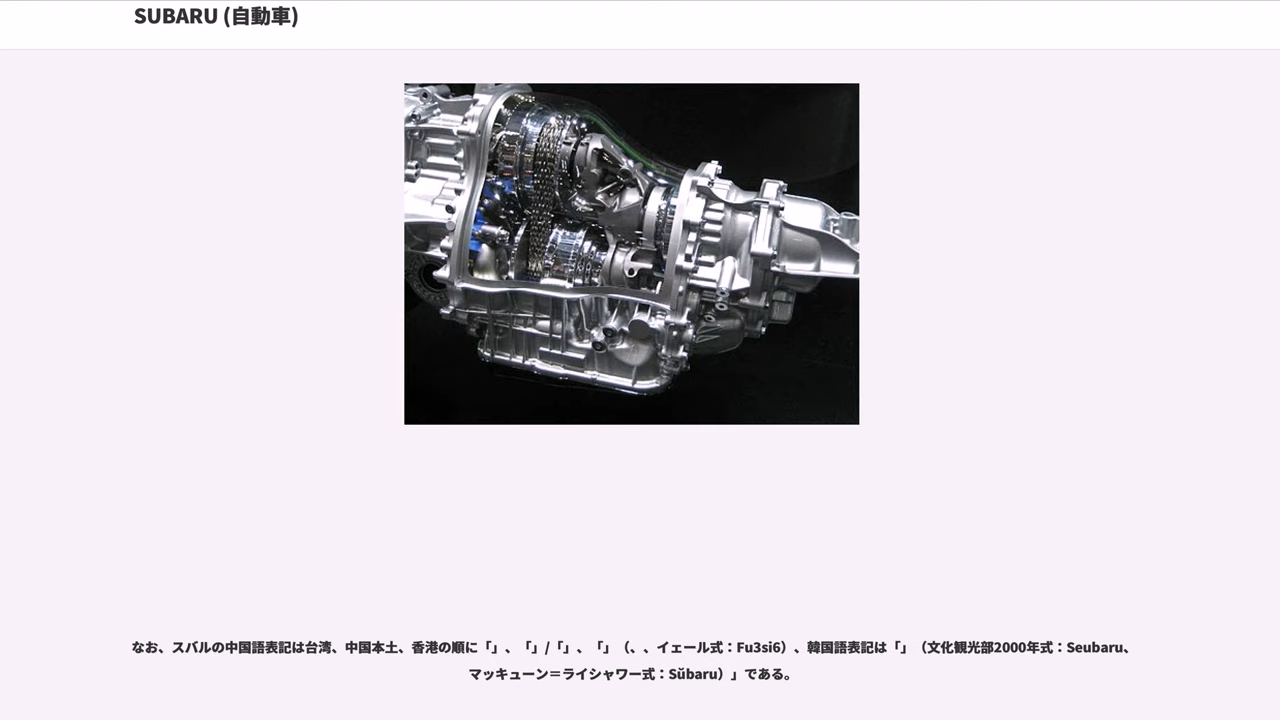 SUBARU (自動車)
なお、スバルの中国語表記は台湾、中国本土、香港の順に「」、「」/「」、「」（、、イェール式：Fu3si6）、韓国語表記は「」（文化観光部2000年式：Seubaru、
マッキューン＝ライシャワー式：Sŭbaru）」である。